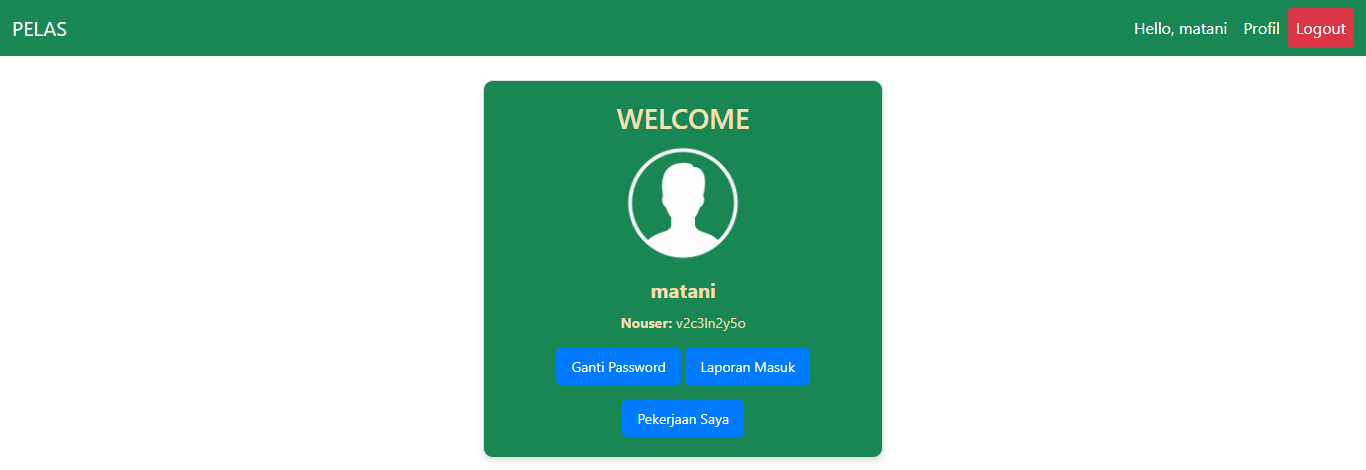 PELAS Hello, matani Profil Logout
WELCOME
matani
Nouser: v2c3ln2y5o
Ganti Password Laporan Masuk
Pekerjaan Saya